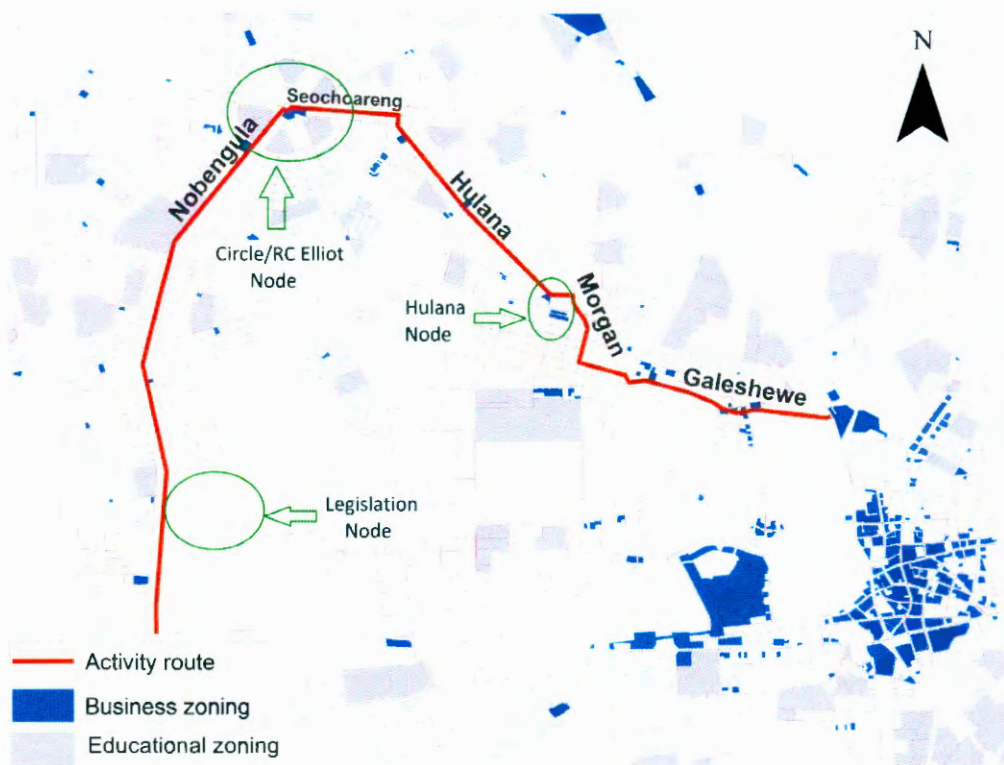 N
Seochoareng
Nobengula
Hulana
Circle/RC Elliot
Node
Hulana
Node
Morgan
Galeshewe
Legislation
Node
Activity route
Business zoning
Educational zoning